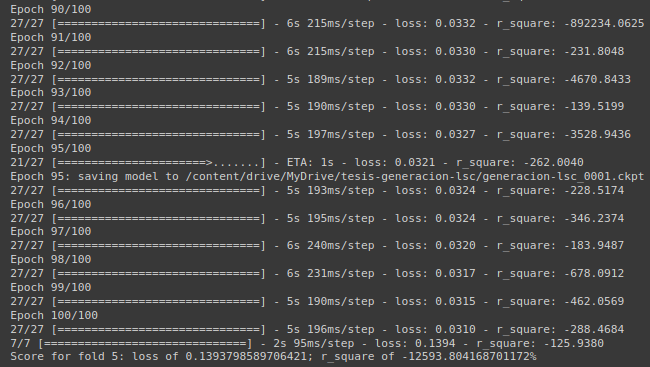 Epoch 90/100
27/27 [==============================] - 6s 215ms/step - loss: 0.0332 - r_square: -892234.0625
Epoch 91/100
27/27 [==============================] - 6s 215ms/step - loss: 0.0330 - r_square: -231.8048
Epoch 92/100
27/27 [==============================] - 5s 189ms/step - loss: 0.0332 - r_square: -4670.8433
Epoch 93/100
27/27 [==============================] - 5s 190ms/step - loss: 0.0330 - r_square: -139.5199
Epoch 94/100
27/27 [==============================] - 5s 197ms/step - loss: 0.0327 - r_square: -3528.9436
Epoch 95/100
21/27 [======================>.......] - ETA: 1s - loss: 0.0321 - r_square: -262.0040
Epoch 95: saving model to /content/drive/MyDrive/tesis-generacion-lsc/generacion-lsc_0001.ckpt
27/27 [==============================] - 5s 193ms/step - loss: 0.0324 - r_square: -228.5174
Epoch 96/100
27/27 [==============================] - 5s 195ms/step - loss: 0.0324 - r_square: -346.2374
Epoch 97/100
27/27 [==============================] - 6s 240ms/step - loss: 0.0320 - r_square: -183.9487
Epoch 98/100
27/27 [==============================] - 6s 231ms/step - loss: 0.0317 - r_square: -678.0912
Epoch 99/100
27/27 [==============================] - 5s 190ms/step - loss: 0.0315 - r_square: -462.0569
Epoch 100/100
27/27 [==============================] - 5s 196ms/step - loss: 0.0310 - r_square: -288.4684
7/7 [==============================] - 2s 95ms/step - loss: 0.1394 - r_square: -125.9380
Score for fold 5: loss of 0.1393798589706421; r_square of -12593.804168701172%